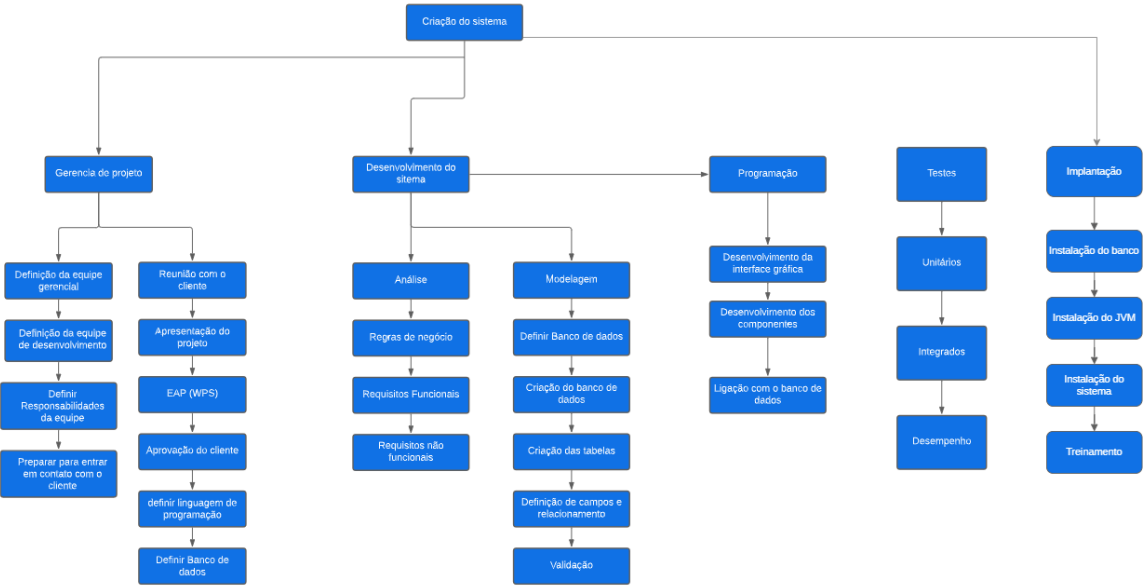 Criação do sistema
Gerencia de projeto
Desenvolvimento do
sitema
Programação
Testes
Implantação
Definição da equipe
gerencial
Definição da equipe
de desenvolvimento
Definir
Responsabilidades
da equipe
Preparar para entrar
em contato com o
cliente
Reunião com o
cliente
Apresentação do
projeto
EAP (WPS)
Aprovação do cliente
definir linguagem de
programação
Definir Banco de
dados
Análise
Regras de negócio
Requisitos Funcionais
Requisitos não
funcionais
Modelagem
Definir Banco de dados
Criação do banco de
dados
Criação das tabelas
Definição de campos e
relacionamento
Validação
Desenvolvimento da
interface gráfica
Desenvolvimento dos
componentes
Ligação com o banco de
dados
Unitários
Integrados
Desempenho
Instalação do banco
Instalação do JVM
Instalação do
sistema
Treinamento